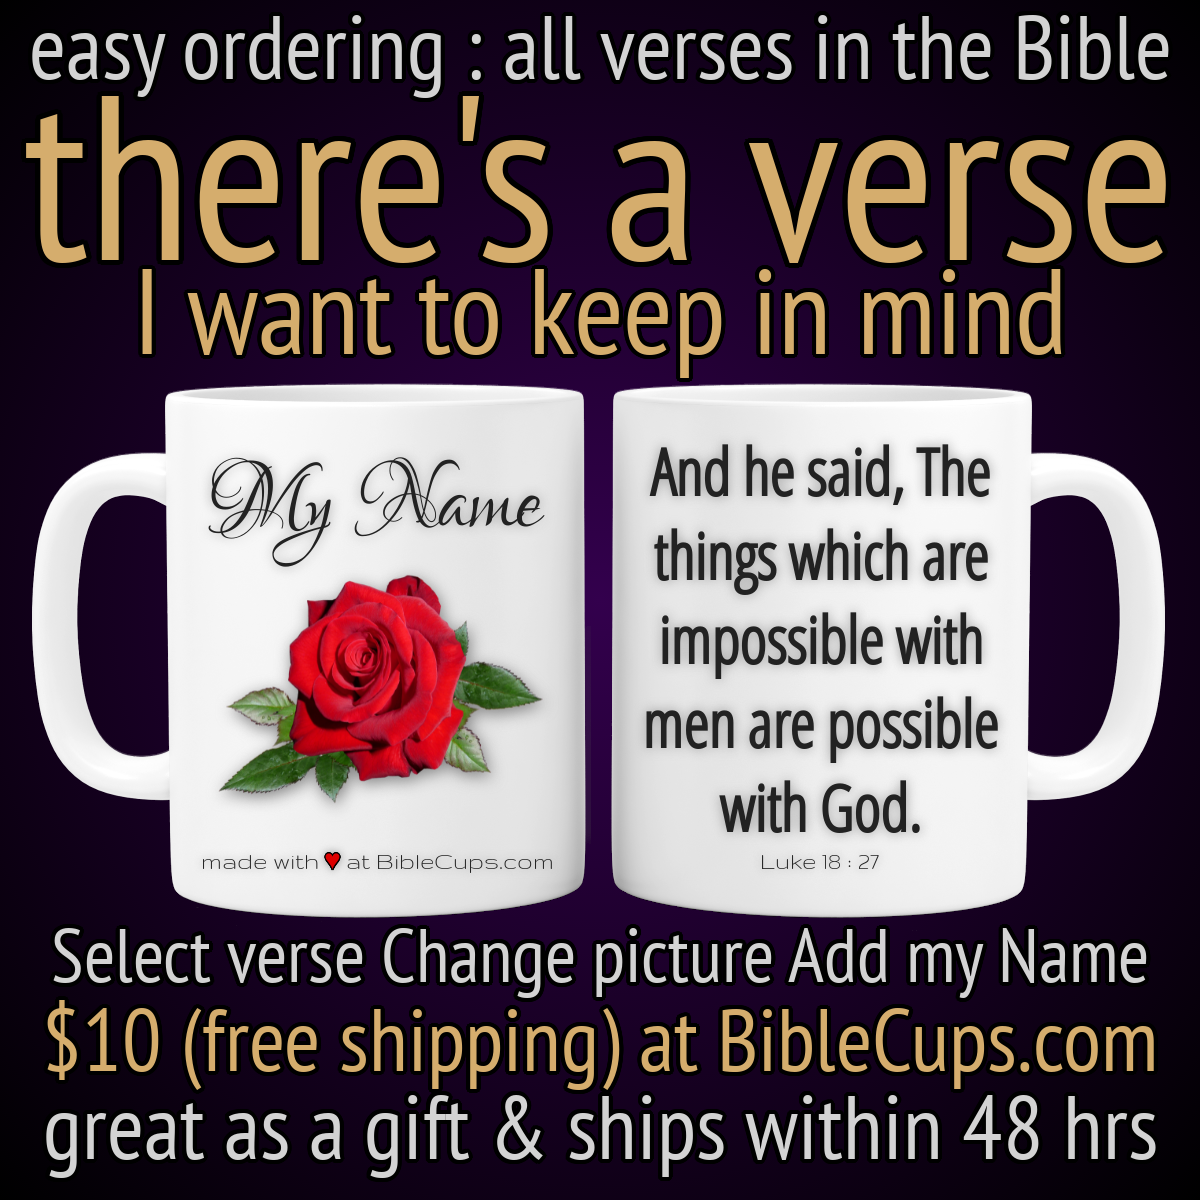 easy ordering : all verses in the Bible
there's a verse
I want to keep in mind
My Name
made with ♥ at BibleCups.com
And he said, The
things which are
impossible with
men are possible
with God.
Luke 18 : 27
Select verse Change picture Add my Name
$10 (free shipping) at BibleCups.com
great as a gift & ships within 48 hrs